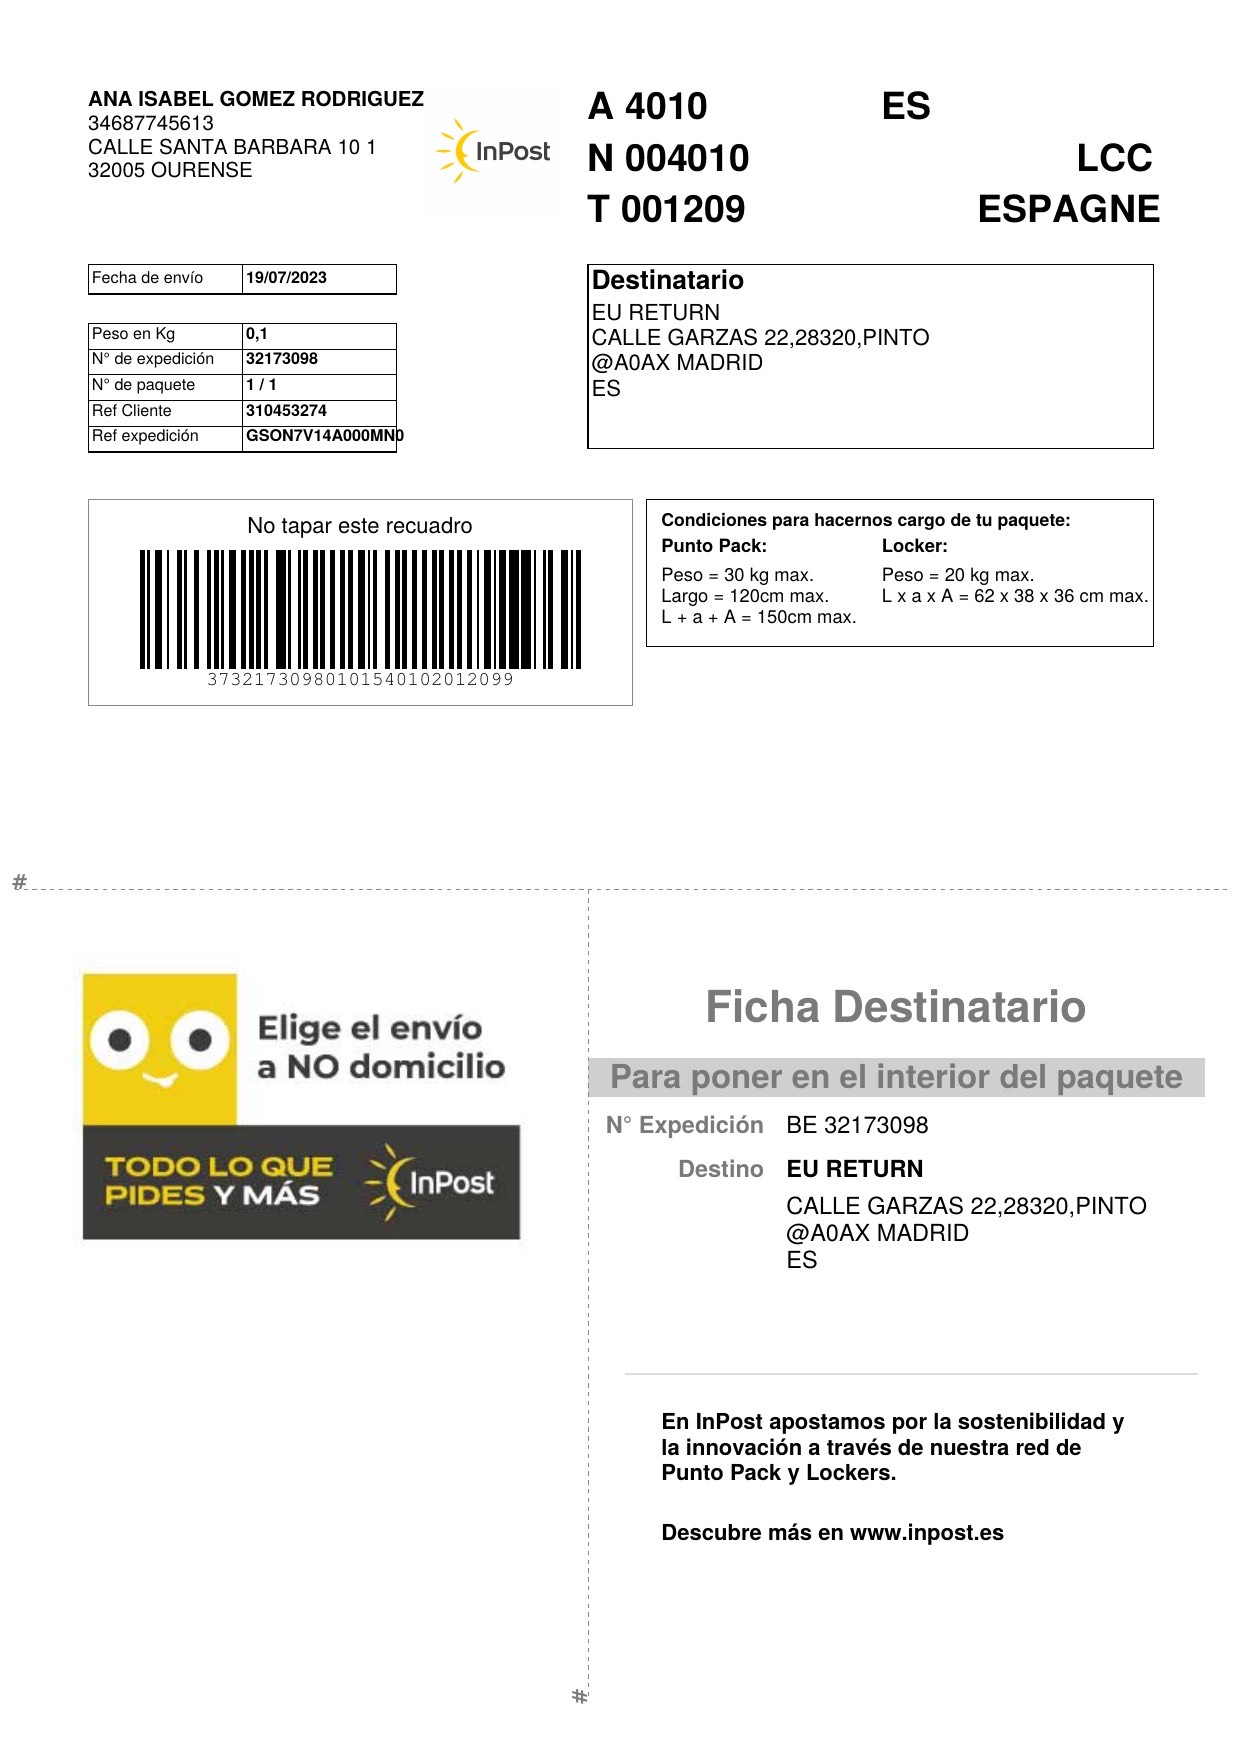 ANA ISABEL GOMEZ RODRIGUEZ
34687745613
CALLE SANTA BARBARA 10 1
32005 OURENSE
InPost
A 4010 ES
N 004010 LCC
T 001209 ESPAGNE
Fecha de envío 19/07/2023
Peso en Kg 0,1
N° de expedición 32173098
N° de paquete 1 / 1
Ref Cliente 310453274
Ref expedición GSON7V14A000MN0
Destinatario
EU RETURN
CALLE GARZAS 22,28320,PINTO
@A0AX MADRID
ES
No tapar este recuadro
373217309801015401020​12099
Condiciones para hacernos cargo de tu paquete:
Punto Pack: Locker:
Peso = 30 kg max. Peso = 20 kg max.
Largo = 120cm max. L x a x A = 62 x 38 x 36 cm max.
L + a + A = 150cm max.
#
Elige el envío
a NO domicilio
TODO LO QUE
PIDES Y MÁS
InPost
Ficha Destinatario
Para poner en el interior del paquete
N° Expedición BE 32173098
Destino EU RETURN
CALLE GARZAS 22,28320,PINTO
@A0AX MADRID
ES
En InPost apostamos por la sostenibilidad y
la innovación a través de nuestra red de
Punto Pack y Lockers.
Descubre más en www.inpost.es
#